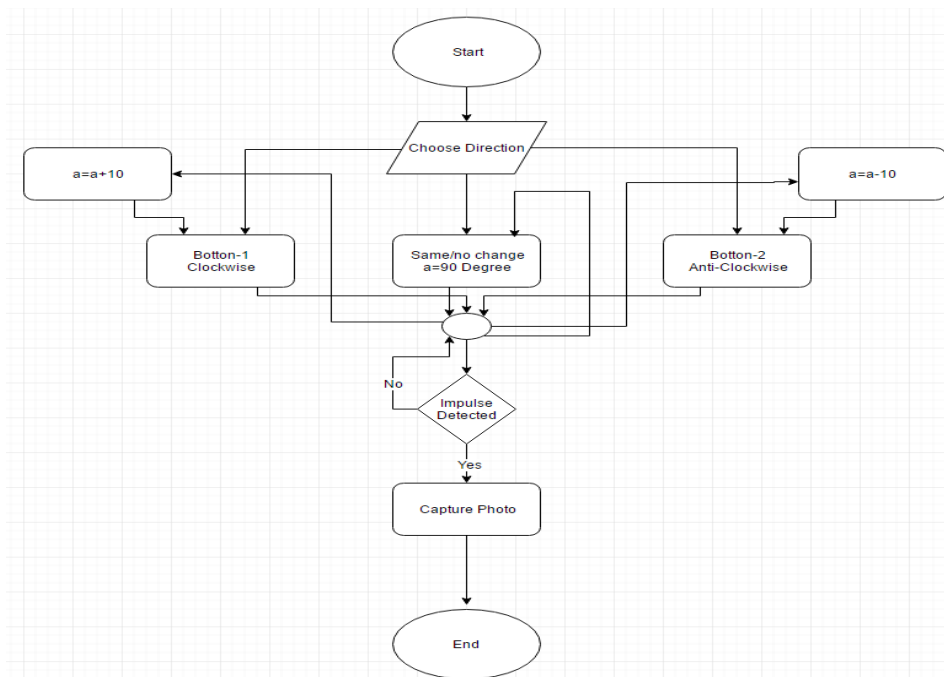 Start
Choose Direction
a=a+10
a=a-10
Botton-1
Clockwise
Same/no change
a=90 Degree
Botton-2
Anti-Clockwise
No
Impulse
Detected
Yes
Capture Photo
End